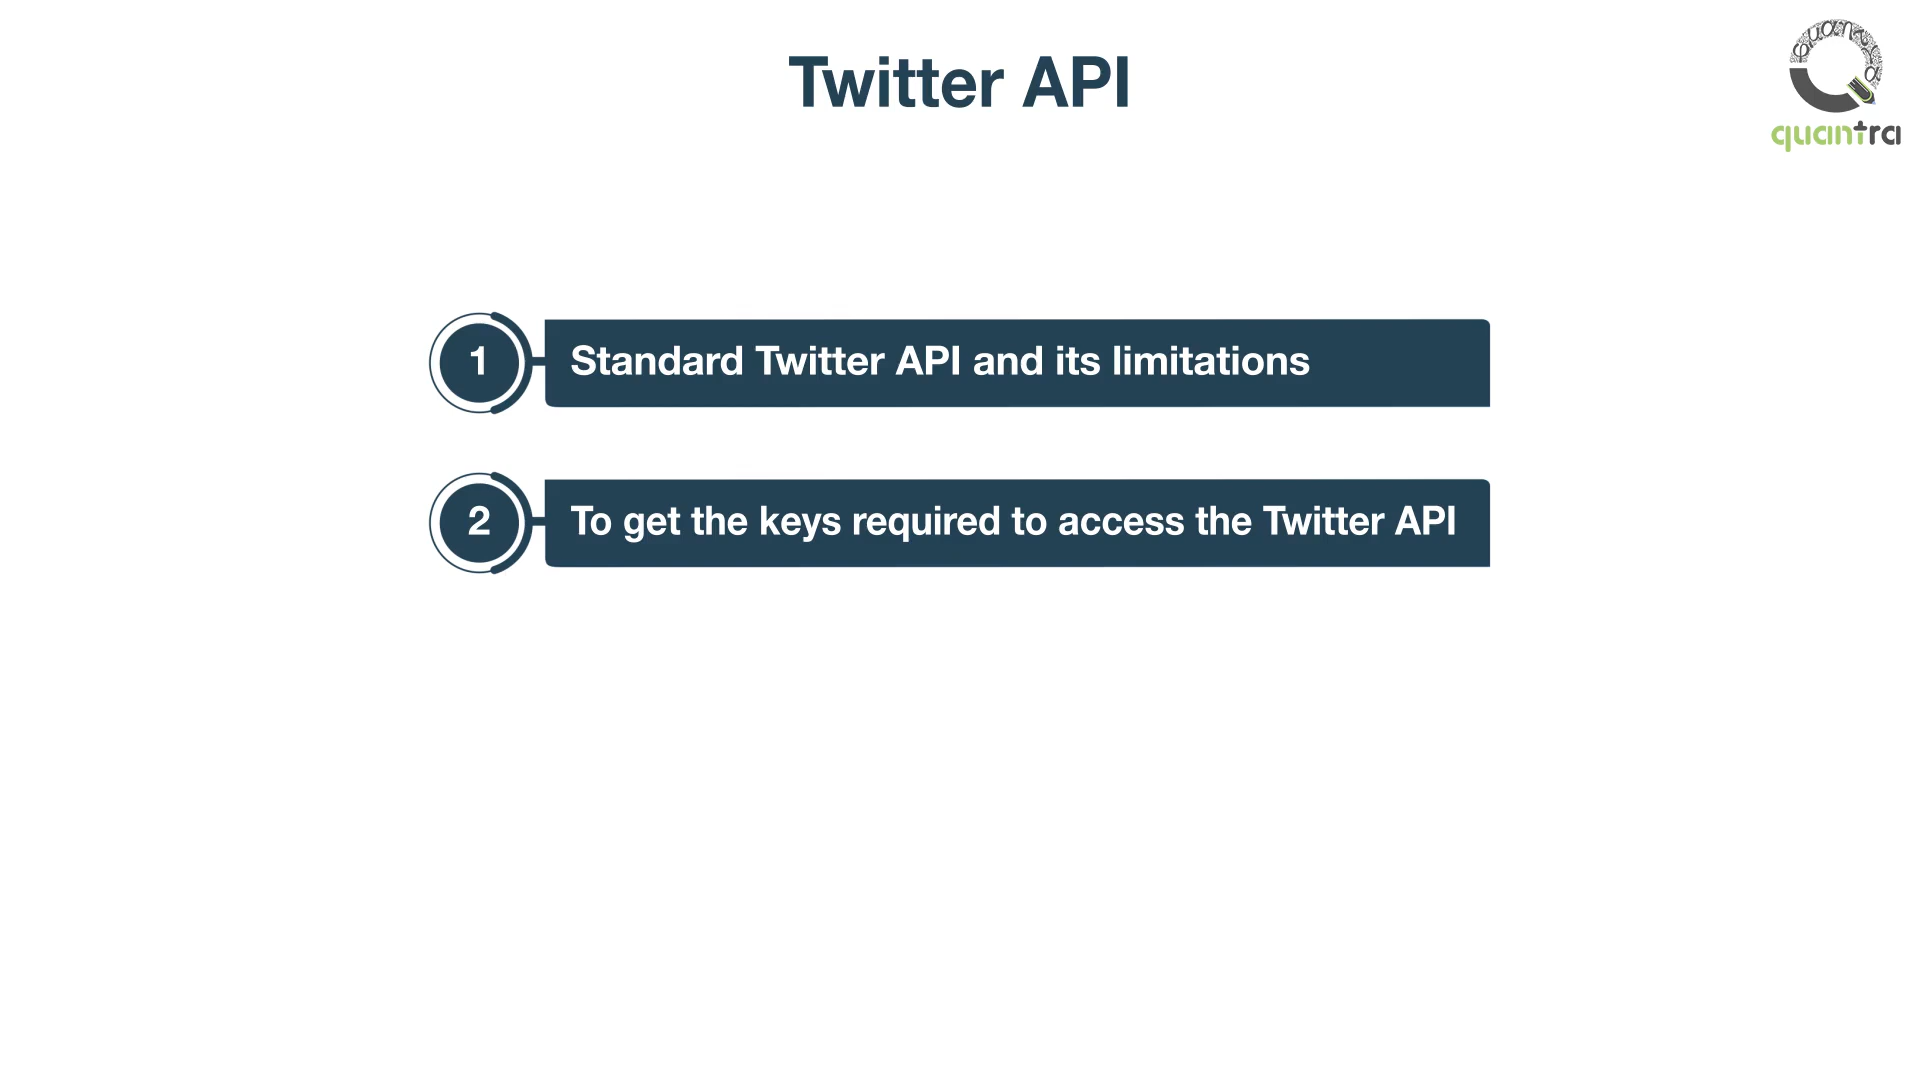 Twitter API
quantra
1
Standard Twitter API and its limitations
2
To get the keys required to access the Twitter API